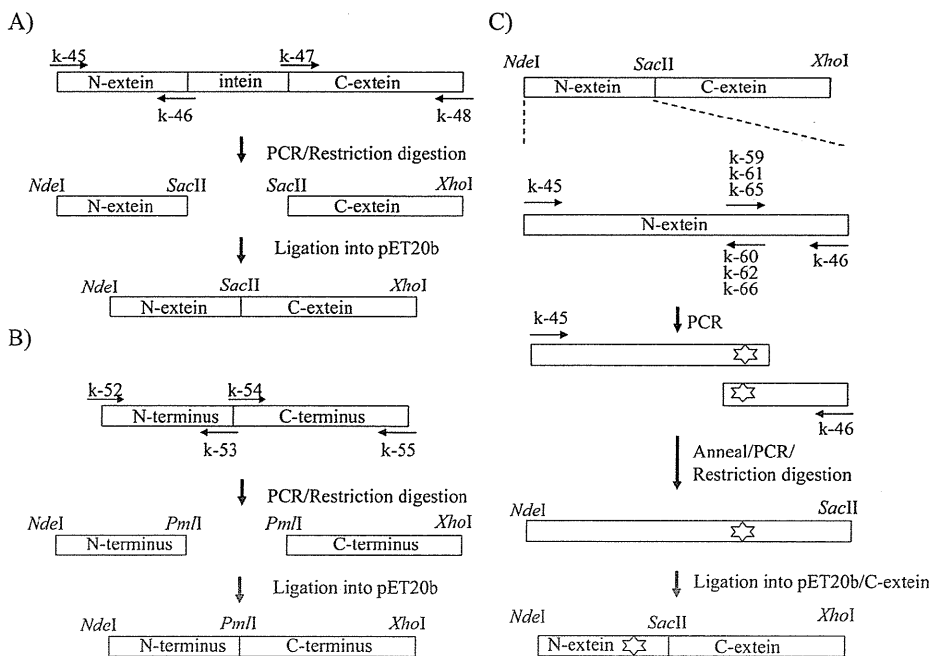 A)
k-45
k-47
N-extein
intein
C-extein
k-46
k-48
PCR/Restriction digestion
NdeI
SacII
SacII
XhoI
N-extein
C-extein
Ligation into pET20b
NdeI
SacII
XhoI
N-extein
C-extein
B)
k-52
k-54
N-terminus
C-terminus
k-53
k-55
PCR/Restriction digestion
NdeI
PmlI
PmlI
XhoI
N-terminus
C-terminus
Ligation into pET20b
NdeI
PmlI
XhoI
N-terminus
C-terminus
C)
NdeI
SacII
XhoI
N-extein
C-extein
k-59
k-61
k-65
k-45
N-extein
k-60
k-62
k-66
k-46
PCR
k-45
k-46
Anneal/PCR/
Restriction digestion
NdeI
SacII
Ligation into pET20b/C-extein
NdeI
SacII
XhoI
N-extein
C-extein